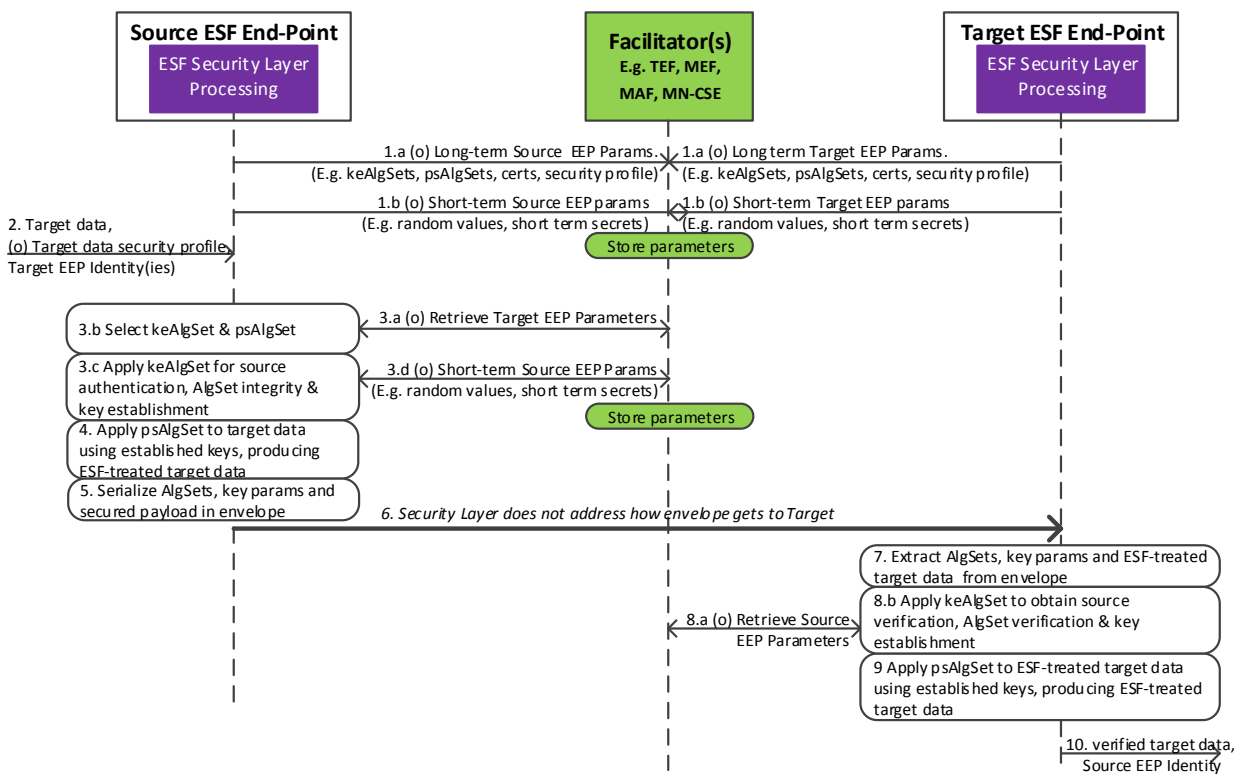 Source ESF End-Point
ESF Security Layer
Processing
Facilitator(s)
E.g. TEF, MEF,
MAF, MN-CSE
Target ESF End-Point
ESF Security Layer
Processing
1.a (o) Long-term Source EEP Params.
(E.g. keAlgSets, psAlgSets, certs, security profile)
1.a (o) Long term Target EEP Params.
(E.g. keAlgSets, psAlgSets, certs, security profile)
1.b (o) Short-term Source EEP params
(E.g. random values, short term secrets)
1.b (o) Short-term Target EEP params
(E.g. random values, short term secrets)
2. Target data,
(o) Target data security profile
Target EEP Identity(ies)
Store parameters
3.a (o) Retrieve Target EEP Parameters
3.b Select keAlgSet & psAlgSet
3.c Apply keAlgSet for source
authentication, AlgSet integrity &
key establishment
3.d (o) Short-term Source EEP Params
(E.g. random values, short term secrets)
Store parameters
4. Apply psAlgSet to target data
using established keys, producing
ESF-treated target data
5. Serialize AlgSets, key params and
secured payload in envelope
6. Security Layer does not address how envelope gets to Target
7. Extract AlgSets, key params and ESF-treated
target data from envelope
8.a (o) Retrieve Source
EEP Parameters
8.b Apply keAlgSet to obtain source
verification, AlgSet verification & key
establishment
9 Apply psAlgSet to ESF-treated target data
using established keys, producing ESF-treated
target data
10. verified target data,
Source EEP Identity